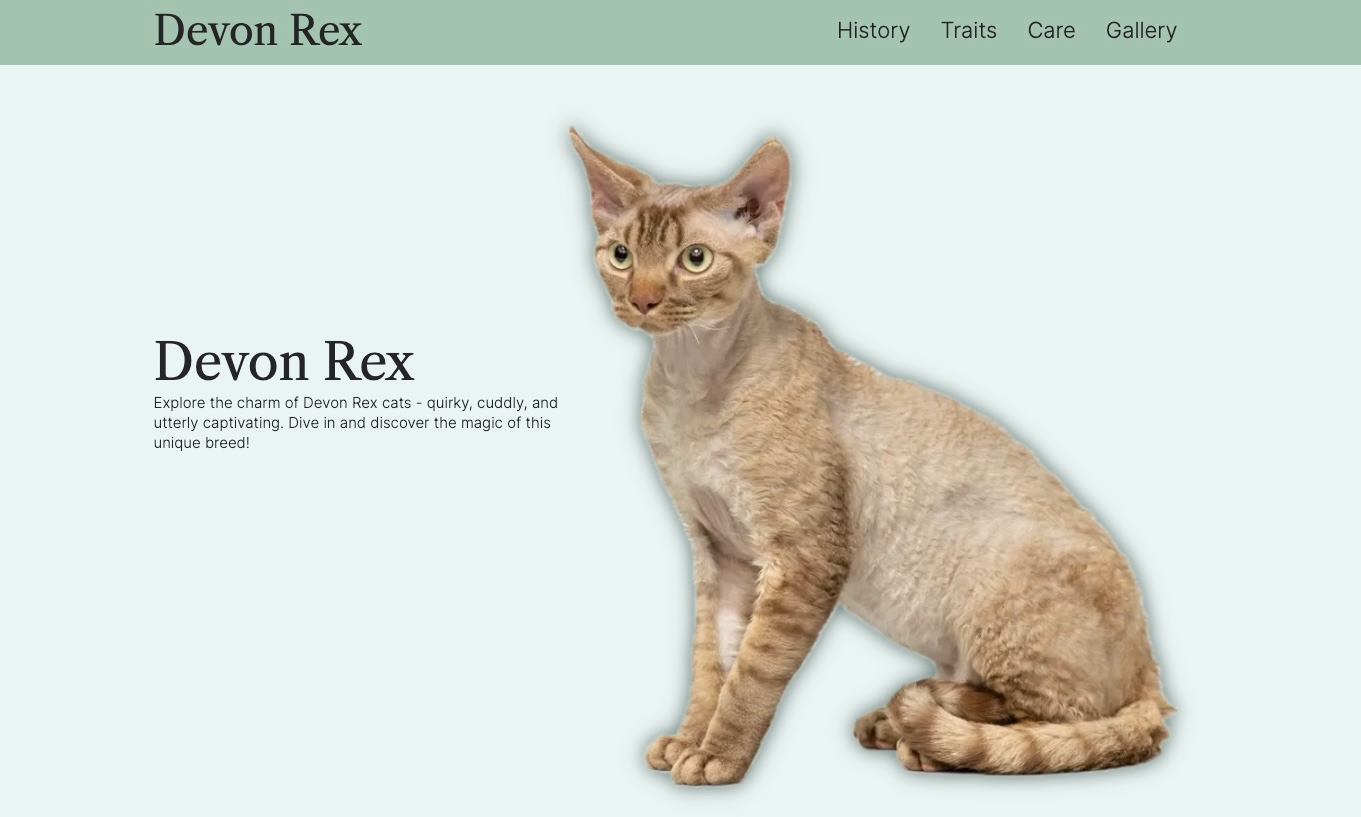 Devon Rex
History Traits Care Gallery
Devon Rex
Explore the charm of Devon Rex cats - quirky, cuddly, and
utterly captivating. Dive in and discover the magic of this
unique breed!